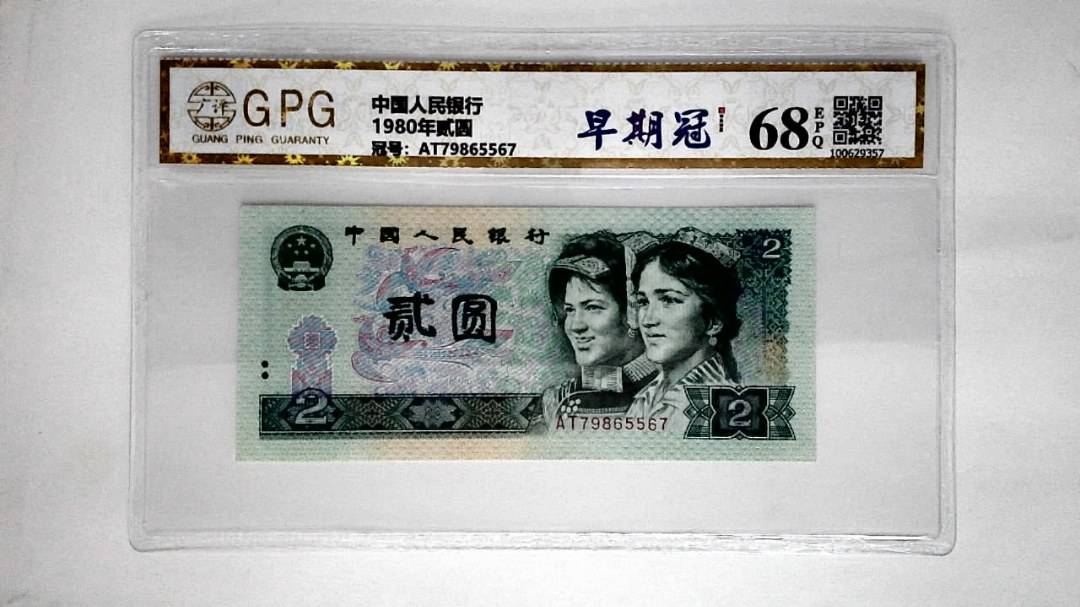 广评
GPG
GUANG PING GUARANTY
中国人民银行
1980年贰圆
冠号: AT79865567
早期冠
68
EPQ
100629357
中国人民银行
贰圆
2
2
2
AT79865567